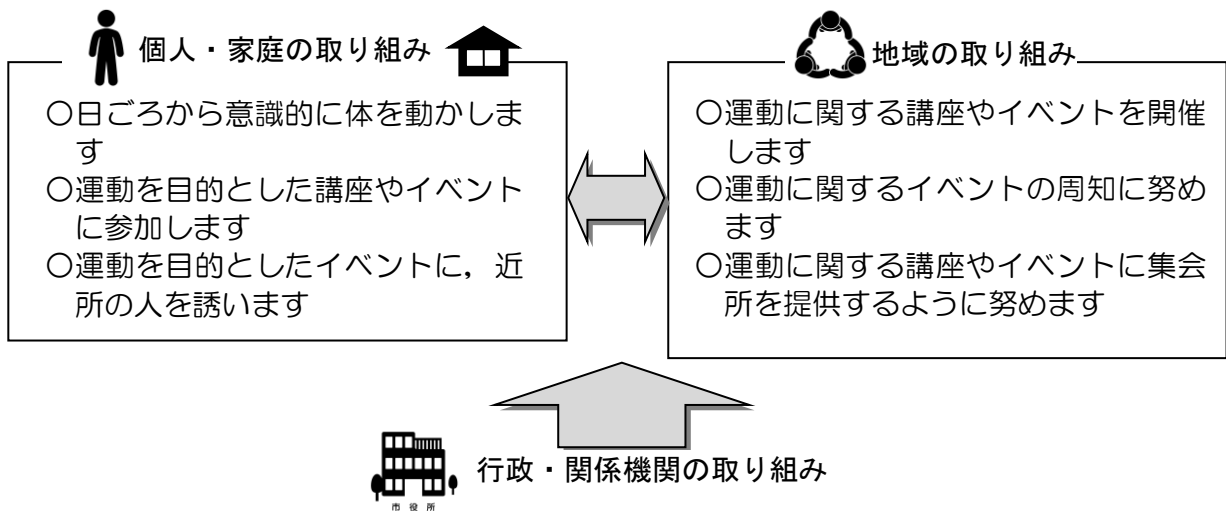 個人・家庭の取り組み
〇日ごろから意識的に体を動かしま
す
〇運動を目的とした講座やイベント
に参加します
〇運動を目的としたイベントに，近
所の人を誘います
地域の取り組み
〇運動に関する講座やイベントを開催
します
〇運動に関するイベントの周知に努め
ます
〇運動に関する講座やイベントに集会
所を提供するように努めます
行政・関係機関の取り組み
市役所